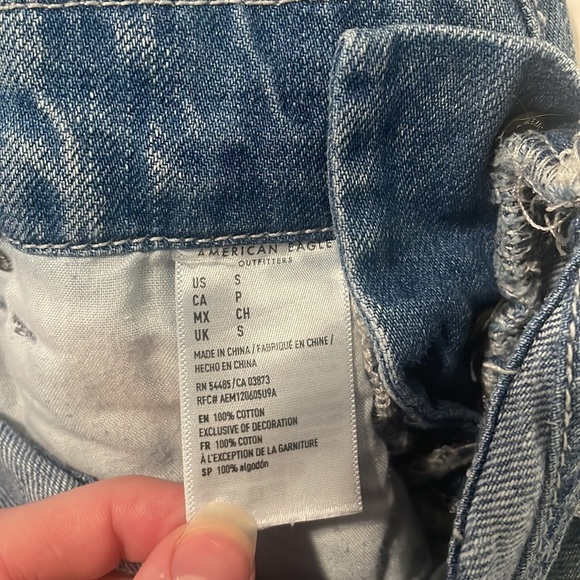 AMERICAN EAGLE
OUTFITTERS
US S
CA P
MX CH
UK S
MADE IN CHINA / FABRIQUÉ EN CHINE /
HECHO EN CHINA
RN 54485 / CA 03873
RFC# AEM120605U9A
EN 100% COTTON
EXCLUSIVE OF DECORATION
FR 100% COTON
À L'EXCEPTION DE LA GARNITURE
SP 100% algodón